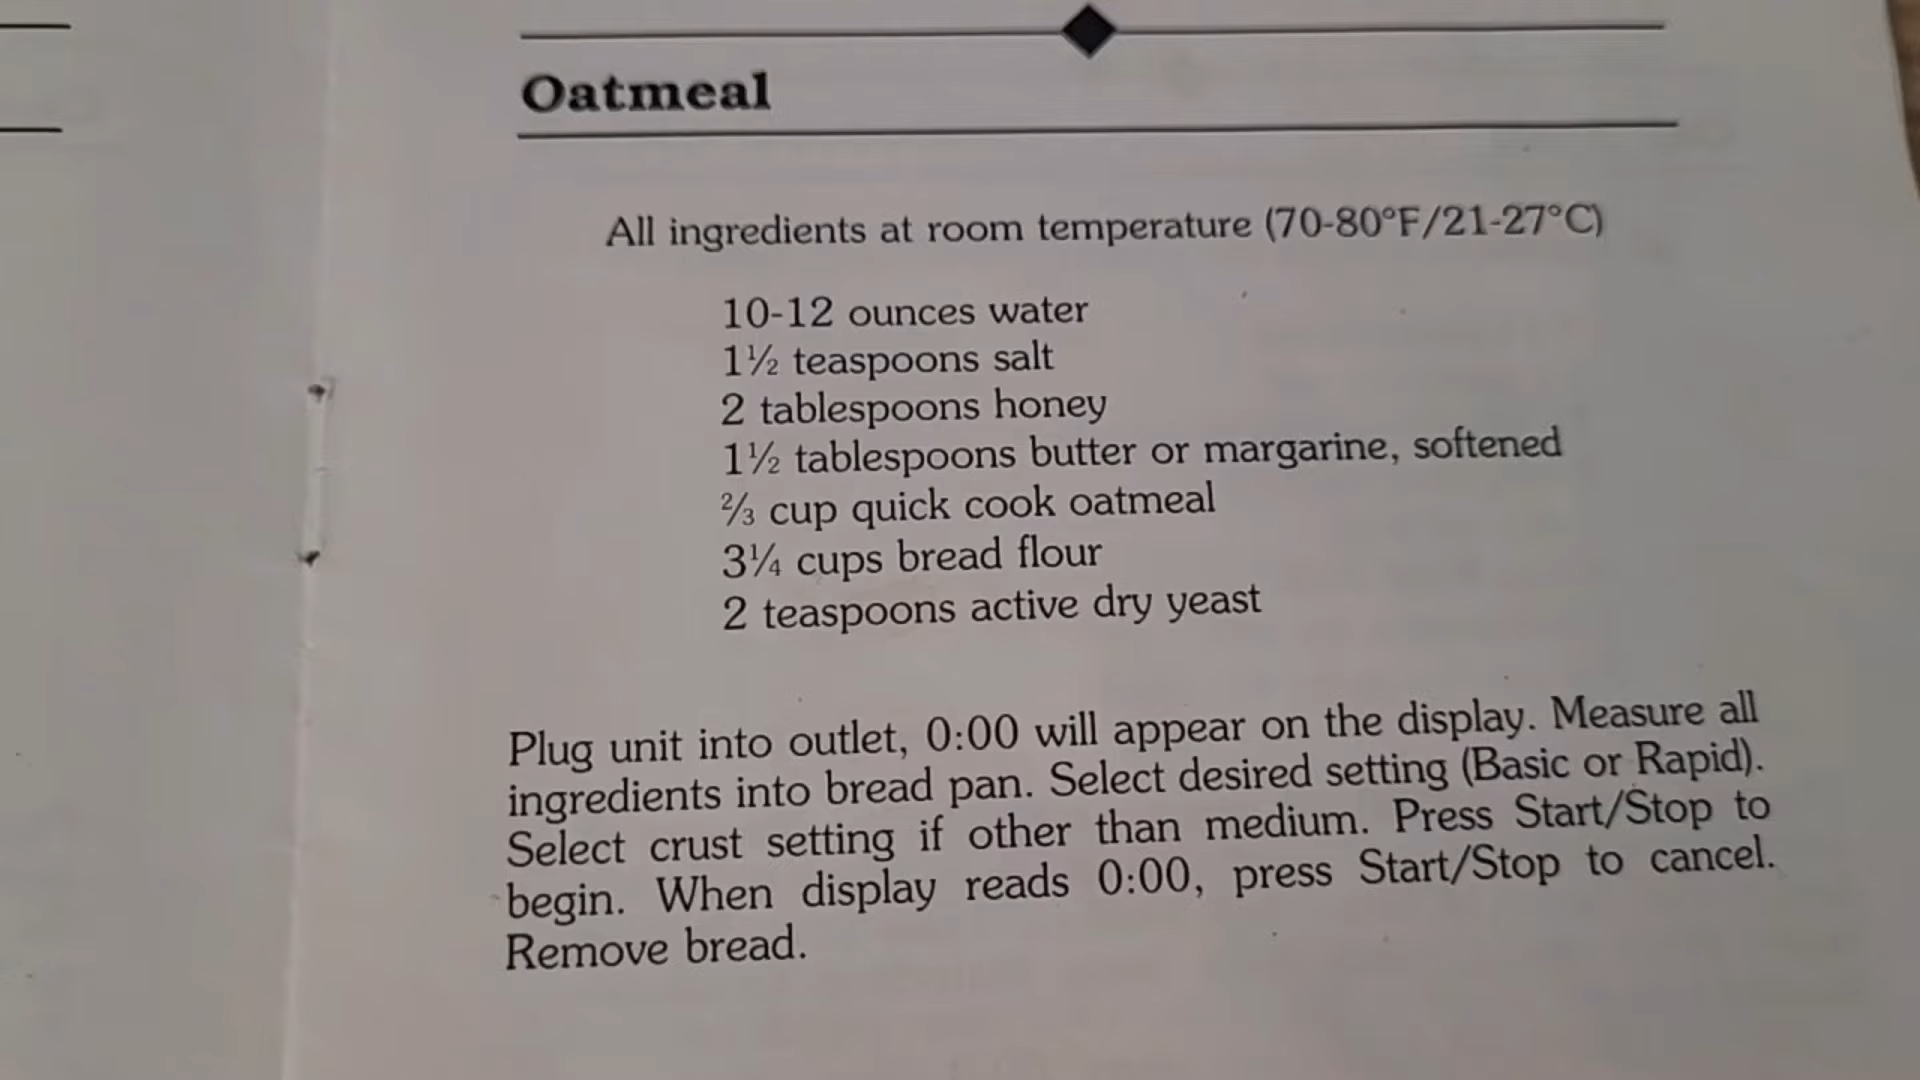 Oatmeal
All ingredients at room temperature (70-80°F/21-27°C)
10-12 ounces water
1½ teaspoons salt
2 tablespoons honey
1½ tablespoons butter or margarine, softened
⅔ cup quick cook oatmeal
3¼ cups bread flour
2 teaspoons active dry yeast
Plug unit into outlet, 0:00 will appear on the display. Measure all
ingredients into bread pan. Select desired setting (Basic or Rapid).
Select crust setting if other than medium. Press Start/Stop to
begin. When display reads 0:00, press Start/Stop to cancel.
Remove bread.